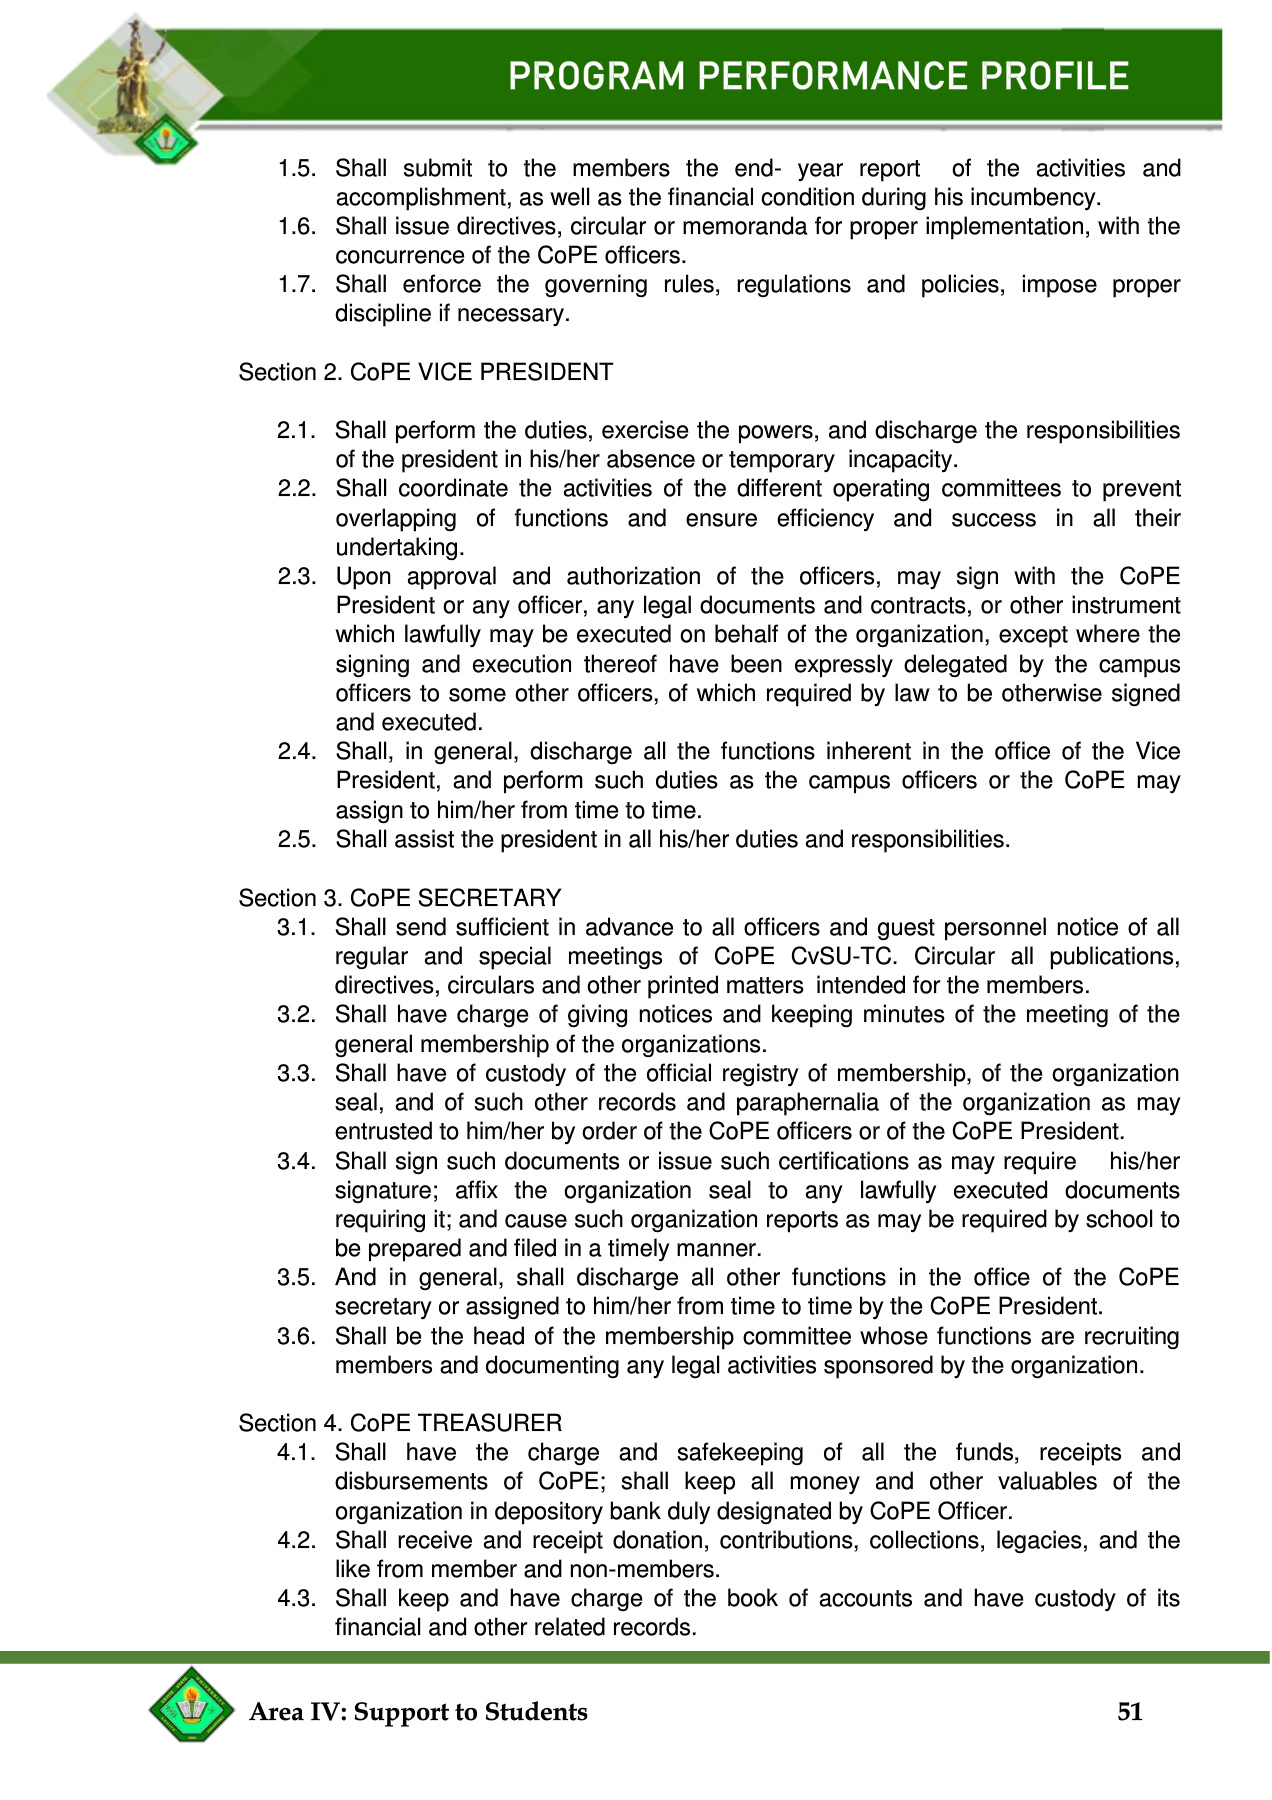 PROGRAM PERFORMANCE PROFILE
1.5. Shall submit to the members the end- year report of the activities and
accomplishment, as well as the financial condition during his incumbency.
1.6. Shall issue directives, circular or memoranda for proper implementation, with the
concurrence of the CoPE officers.
1.7. Shall enforce the governing rules, regulations and policies, impose proper
discipline if necessary.
Section 2. CoPE VICE PRESIDENT
2.1. Shall perform the duties, exercise the powers, and discharge the responsibilities
of the president in his/her absence or temporary incapacity.
2.2. Shall coordinate the activities of the different operating committees to prevent
overlapping of functions and ensure efficiency and success in all their
undertaking.
2.3. Upon approval and authorization of the officers, may sign with the CoPE
President or any officer, any legal documents and contracts, or other instrument
which lawfully may be executed on behalf of the organization, except where the
signing and execution thereof have been expressly delegated by the campus
officers to some other officers, of which required by law to be otherwise signed
and executed.
2.4. Shall, in general, discharge all the functions inherent in the office of the Vice
President, and perform such duties as the campus officers or the CoPE may
assign to him/her from time to time.
2.5. Shall assist the president in all his/her duties and responsibilities.
Section 3. CoPE SECRETARY
3.1. Shall send sufficient in advance to all officers and guest personnel notice of all
regular and special meetings of CoPE CvSU-TC. Circular all publications,
directives, circulars and other printed matters intended for the members.
3.2. Shall have charge of giving notices and keeping minutes of the meeting of the
general membership of the organizations.
3.3. Shall have of custody of the official registry of membership, of the organization
seal, and of such other records and paraphernalia of the organization as may
entrusted to him/her by order of the CoPE officers or of the CoPE President.
3.4. Shall sign such documents or issue such certifications as may require his/her
signature; affix the organization seal to any lawfully executed documents
requiring it; and cause such organization reports as may be required by school to
be prepared and filed in a timely manner.
3.5. And in general, shall discharge all other functions in the office of the CoPE
secretary or assigned to him/her from time to time by the CoPE President.
3.6. Shall be the head of the membership committee whose functions are recruiting
members and documenting any legal activities sponsored by the organization.
Section 4. CoPE TREASURER
4.1. Shall have the charge and safekeeping of all the funds, receipts and
disbursements of CoPE; shall keep all money and other valuables of the
organization in depository bank duly designated by CoPE Officer.
4.2. Shall receive and receipt donation, contributions, collections, legacies, and the
like from member and non-members.
4.3. Shall keep and have charge of the book of accounts and have custody of its
financial and other related records.
Area IV: Support to Students 51